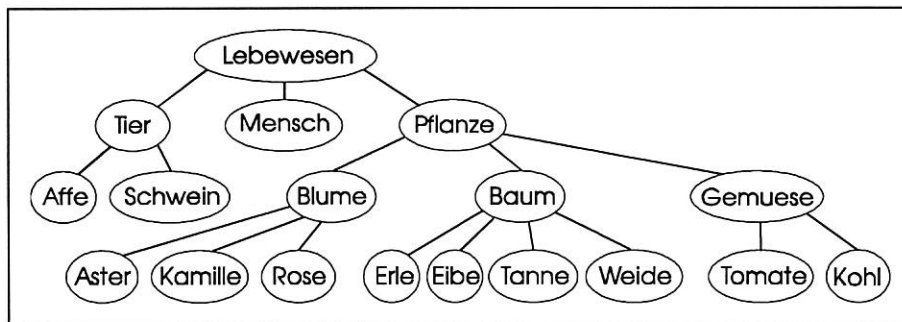 Lebewesen
Tier Mensch Pflanze
Affe Schwein Blume Baum Gemuese
Aster Kamille Rose Erle Eibe Tanne Weide Tomate Kohl